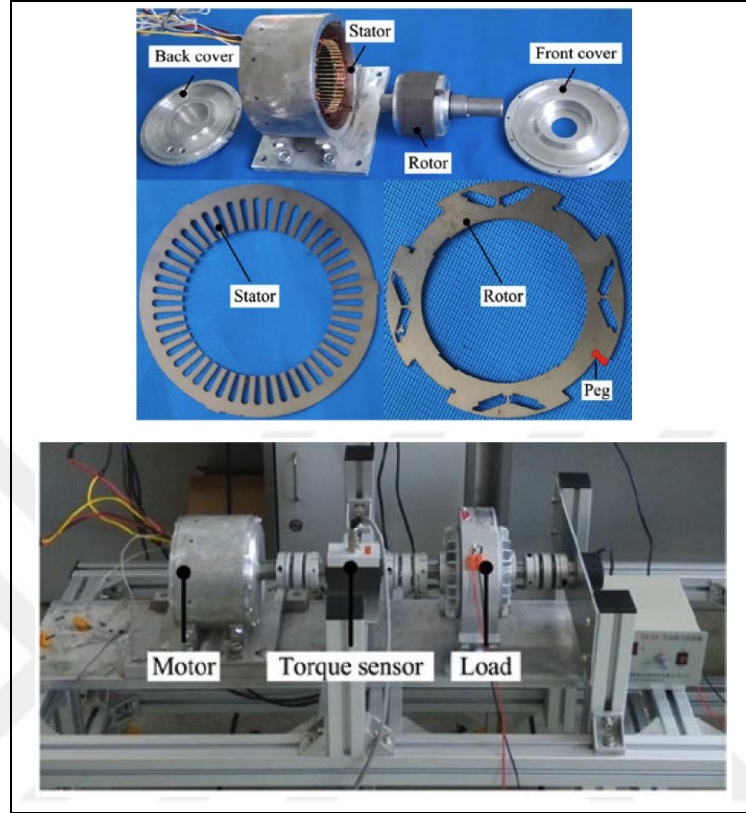 Back cover
Stator
Front cover
Rotor
Stator
Rotor
Peg
Motor
Torque sensor
Load